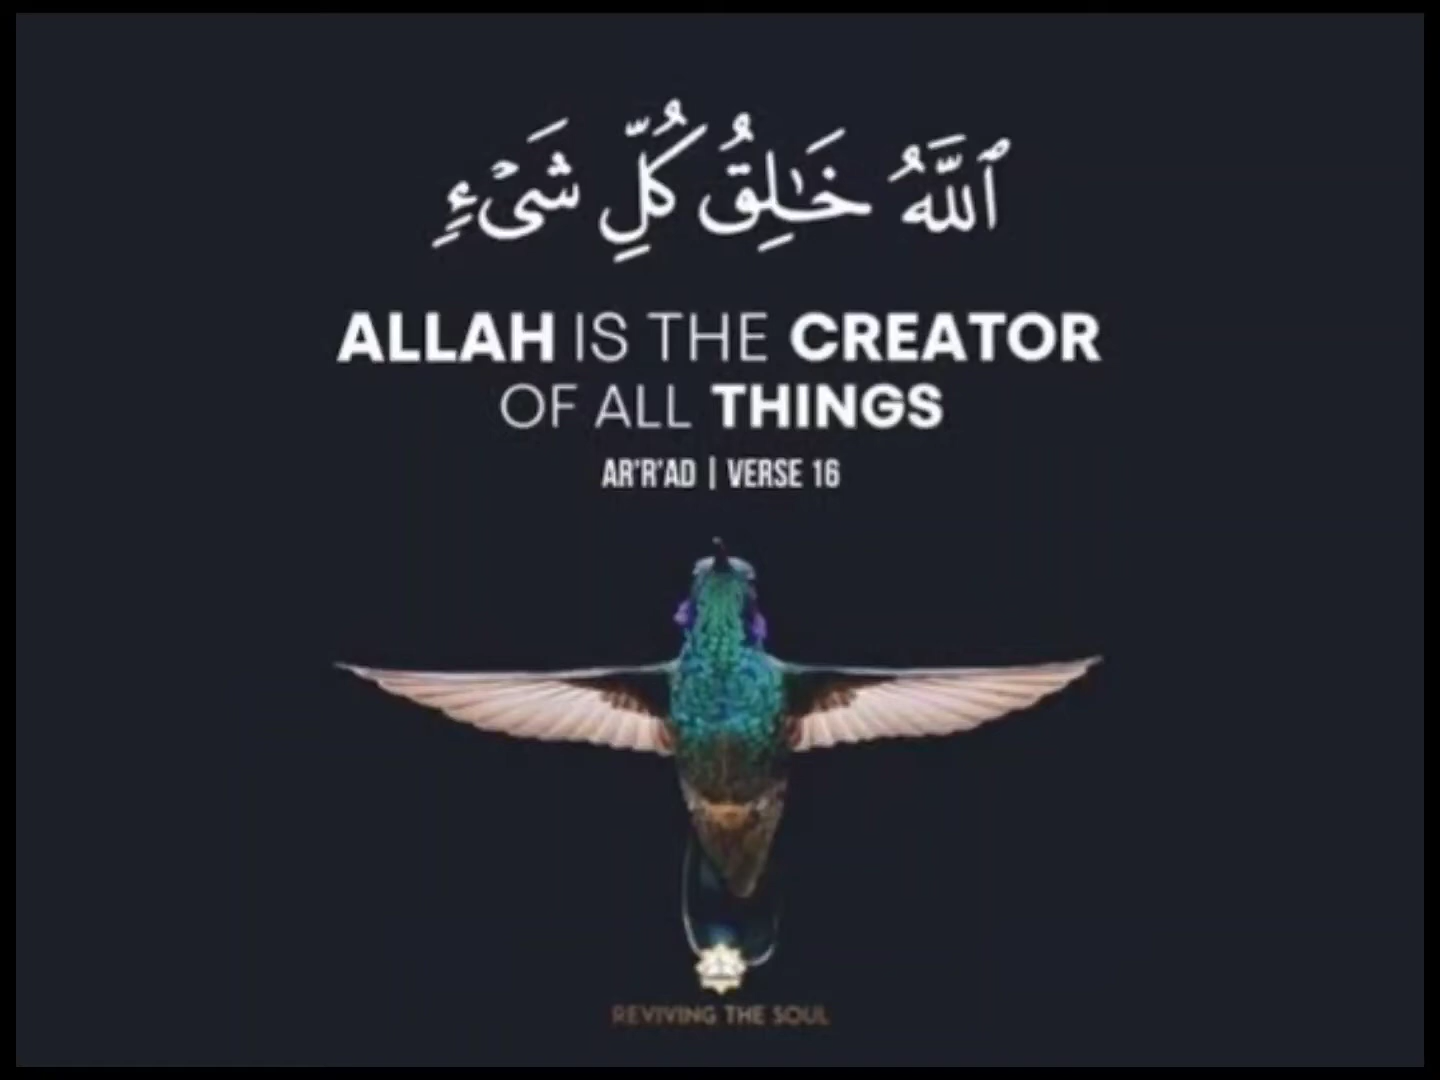 ٱللَّهُ خَـٰلِقُ كُلِّ شَىْءٍ
ALLAH IS THE CREATOR
OF ALL THINGS
AR'R'AD | VERSE 16
REVIVING THE SOUL